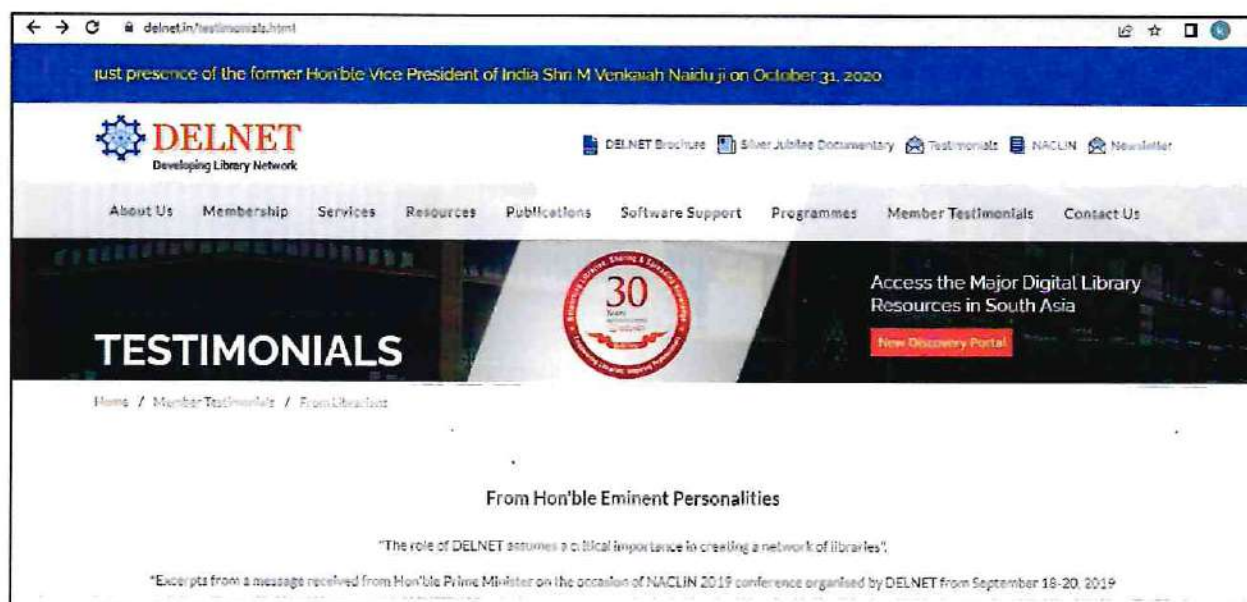 delnet.in/testimonials.html
just presence of the former Hon'ble Vice President of India Shri M Venkaiah Naidu ji on October 31, 2020
DELNET
Developing Library Network
DELNET Brochure Silver Jubilee Documentary Testimonials NACLIN Newsletter
About Us Membership Services Resources Publications Software Support Programmes Member Testimonials Contact Us
TESTIMONIALS
30
Years
Access the Major Digital Library
Resources in South Asia
New Discovery Portal
Home / Member Testimonials / From Librarians
From Hon'ble Eminent Personalities
"The role of DELNET assumes a critical importance in creating a network of libraries".
"Excerpts from a message received from Hon'ble Prime Minister on the occasion of NACLIN 2019 conference organised by DELNET from September 18-20, 2019